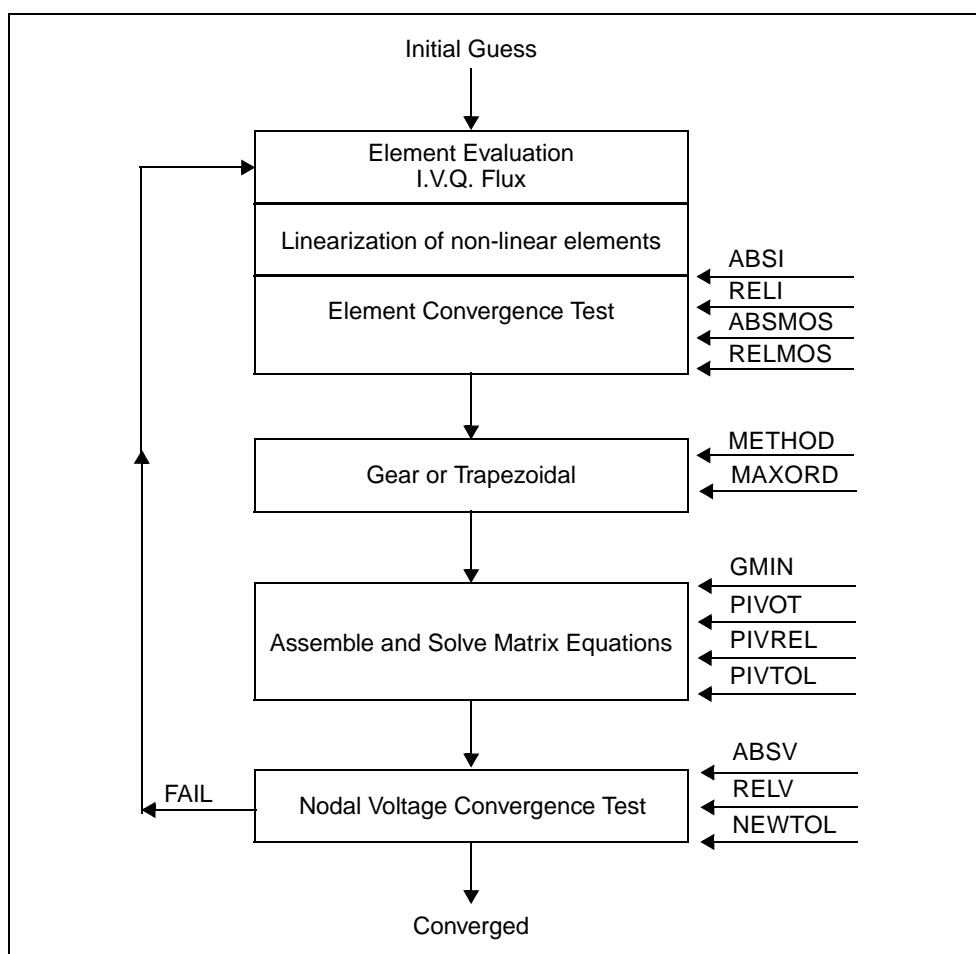 Initial Guess
Element Evaluation
I.V.Q. Flux
Linearization of non-linear elements
ABSI
RELI
Element Convergence Test
ABSMOS
RELMOS
METHOD
Gear or Trapezoidal
MAXORD
GMIN
PIVOT
Assemble and Solve Matrix Equations
PIVREL
PIVTOL
ABSV
FAIL
RELV
Nodal Voltage Convergence Test
NEWTOL
Converged